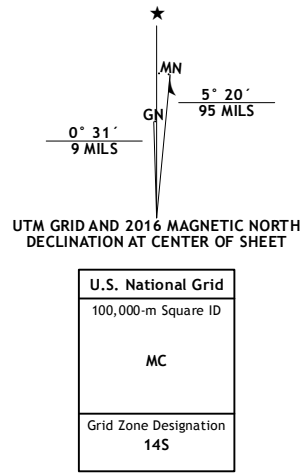 MN
GN
5° 20´
95 MILS
0° 31´
9 MILS
UTM GRID AND 2016 MAGNETIC NORTH
DECLINATION AT CENTER OF SHEET
U.S. National Grid
100,000-m Square ID
MC
Grid Zone Designation
14S